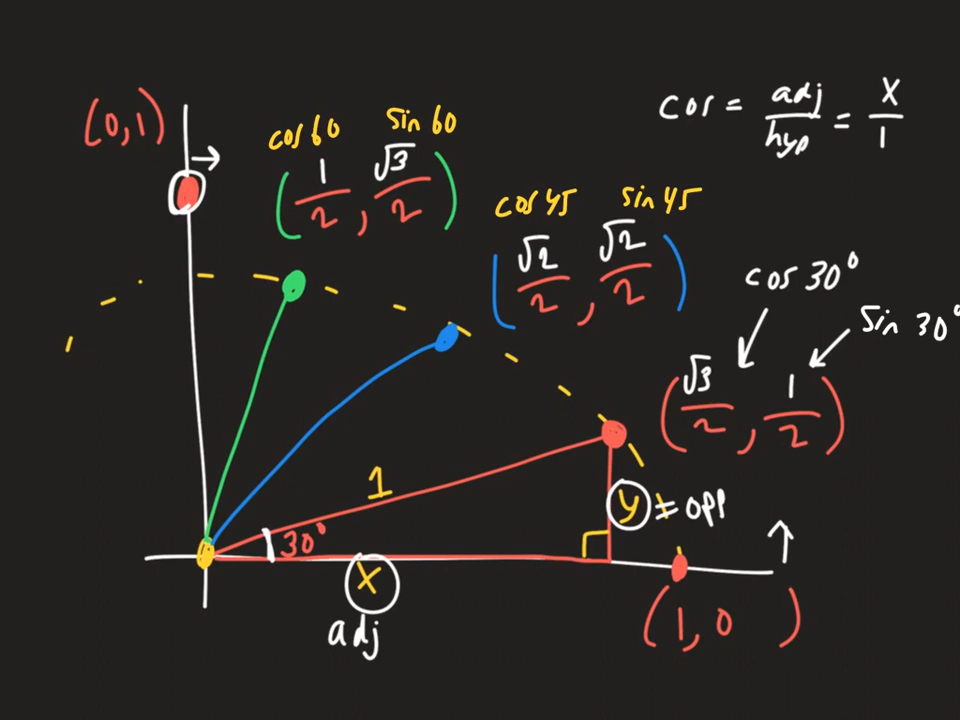 (0,1)
cos 60 sin 60
(1/2, √3/2)
cos = adj/hyp = x/1
cos 45 sin 45
(√2/2, √2/2)
cos 30°
sin 30°
(√3/2, 1/2)
1
30°
y = opp
x
adj
(1,0 )